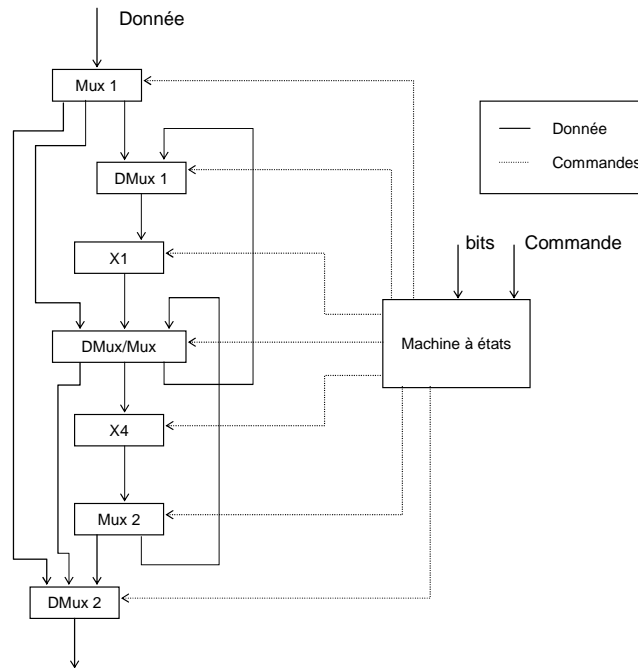 Donnée
Mux 1
Donnée
Commandes
DMux 1
bits
Commande
X1
DMux/Mux
Machine à états
X4
Mux 2
DMux 2